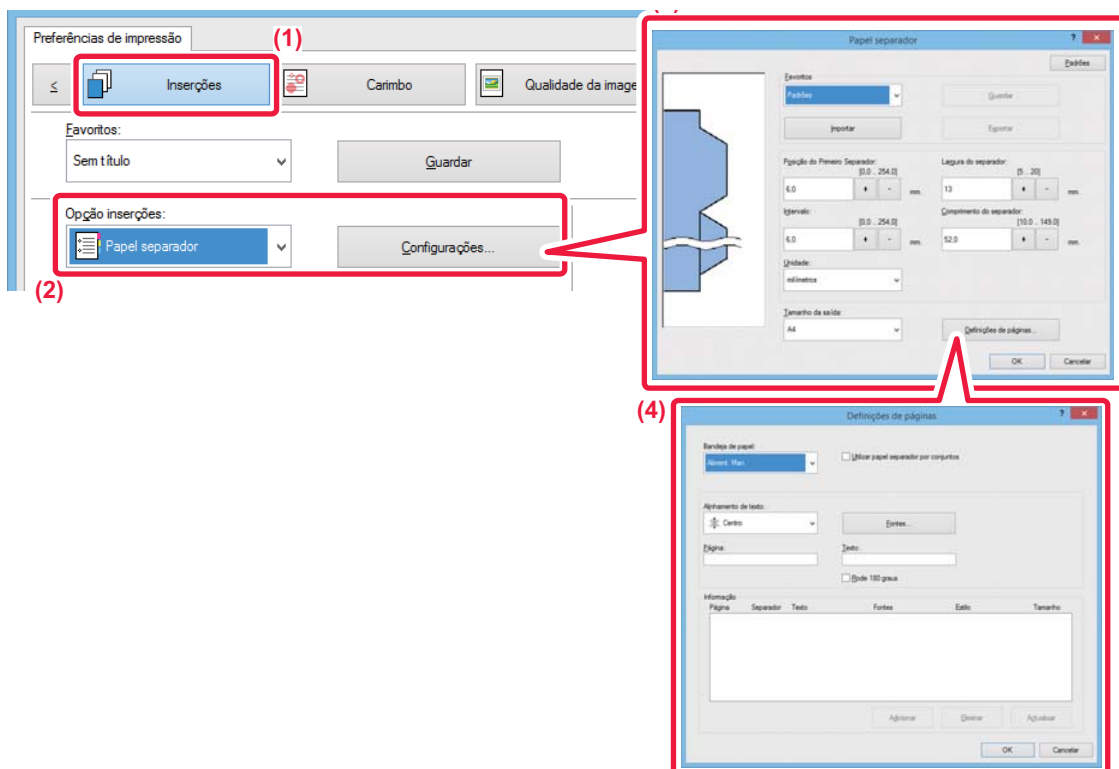 Preferências de impressão
(1)
<
Inserções
Carimbo
Qualidade da image
Favoritos:
Sem título
Guardar
Opção inserções:
Papel separador
Configurações...
(2)
Papel separador
?
Padrões
Favoritos
Padrões
Guardar
Importar
Exportar
Posição do Primeiro Separador:
[0,0 .. 254,0]
6,0
+
-
mm.
Largura do separador:
[5 .. 20]
13
+
-
mm.
Intervalo:
[0,0 .. 254,0]
6,0
+
-
mm.
Comprimento do separador:
[10,0 .. 149,0]
52,0
+
-
mm.
Unidade:
milímetros
Tamanho da saída:
A4
Definições de páginas...
OK
Cancelar
(4)
Definições de páginas
?
Bandeja de papel:
Aliment. Man.
Utilizar papel separador por conjuntos
Alinhamento de texto:
Centro
Fontes...
Página:
Texto:
Rode 180 graus
Informação
Página Separador Texto Fontes Estilo Tamanho
Adicionar
Eliminar
Actualizar
OK
Cancelar